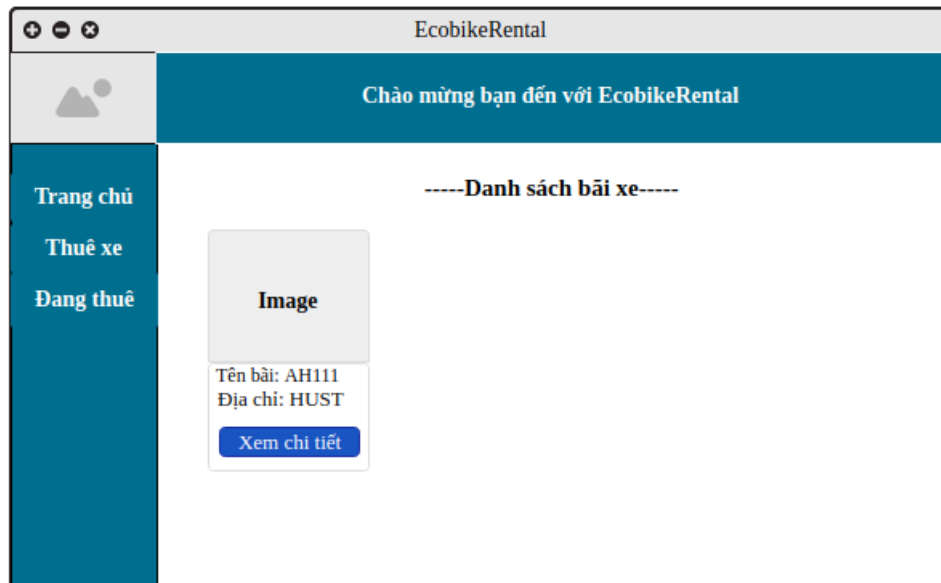 EcobikeRental
Chào mừng bạn đến với EcobikeRental
Trang chủ
Thuê xe
Đang thuê
-----Danh sách bãi xe-----
Image
Tên bãi: AH111
Địa chỉ: HUST
Xem chi tiết